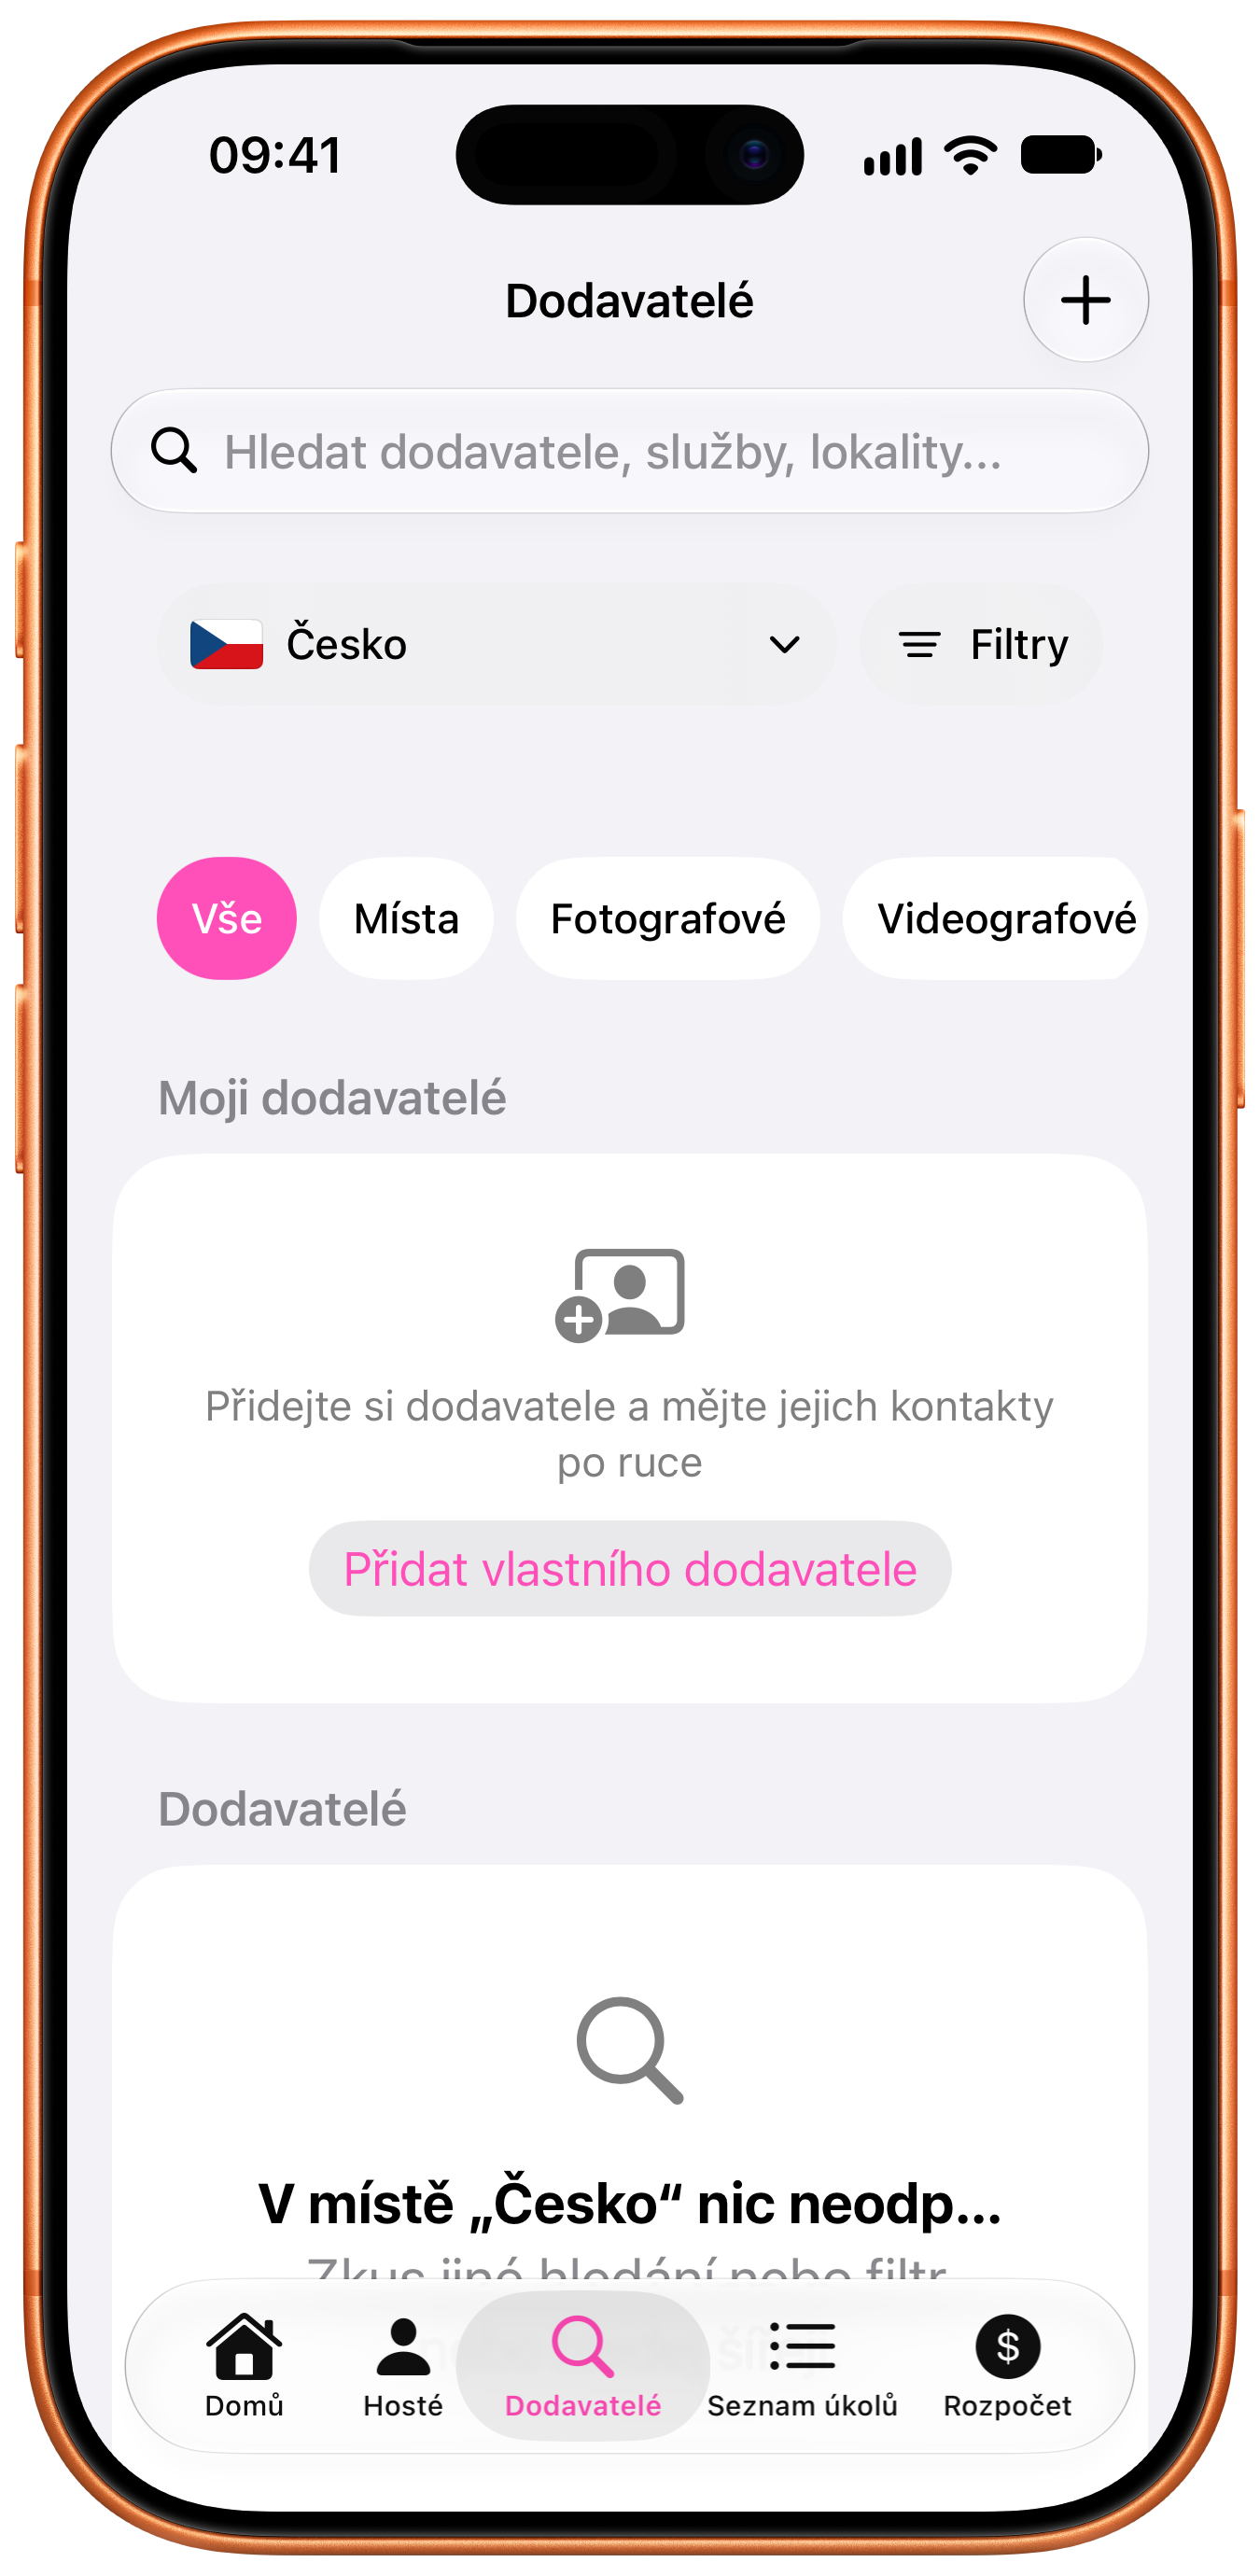 09:41
Dodavatelé
Hledat dodavatele, služby, lokality...
Česko
Filtry
Vše
Místa
Fotografové
Videografové
Moji dodavatelé
Přidejte si dodavatele a mějte jejich kontakty
po ruce
Přidat vlastního dodavatele
Dodavatelé
V místě „Česko“ nic neodp...
Zkus jiné hledání nebo filtr
Domů
Hosté
Dodavatelé
Seznam úkolů
Rozpočet